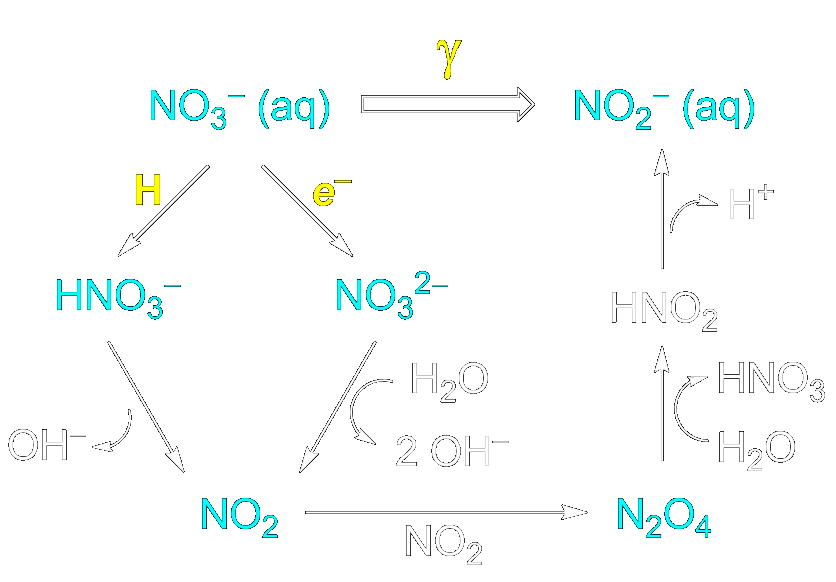 γ
NO₃⁻ (aq)
NO₂⁻ (aq)
H
e⁻
H⁺
HNO₃⁻
NO₃²⁻
HNO₂
H₂O
HNO₃
OH⁻
2 OH⁻
H₂O
NO₂
N₂O₄
NO₂